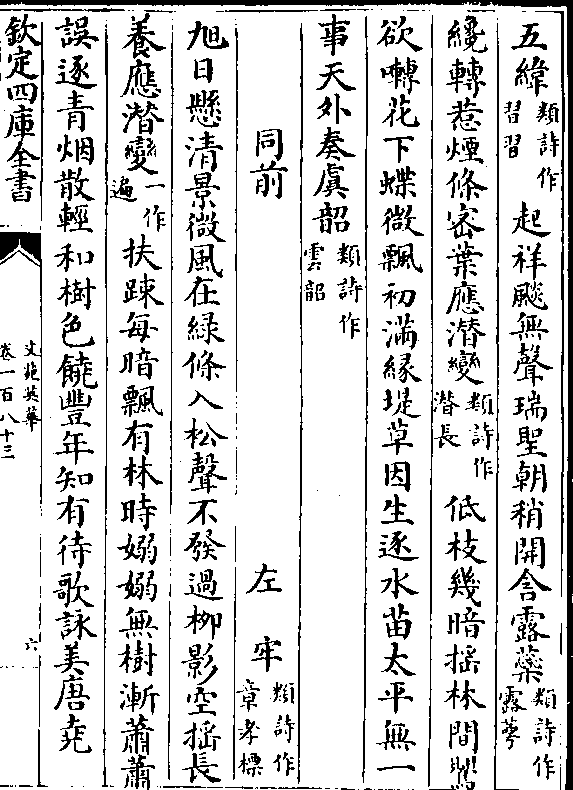 五緯類詩作習習起祥飈無聲瑞聖朝稍開含露蘂類詩作露萼
纔轉惹煙條密葉應潜變類詩作潜長低枝幾暗揺林間
欲囀花下蝶微飄初滿縁堤草因生逐水苗太平無一
事天外奏虞韶類詩作雲韶
同前 左牢類詩作章孝標
旭日懸清景微風在緑條入松聲不發過栁影空揺長
養應潜變一作遍扶踈每暗飄有林時嫋嫋無樹漸蕭蕭
誤逐青烟散輕和樹色饒豐年知有待歌詠美唐堯
欽定四庫全書
文苑英華
卷一百八十三
六